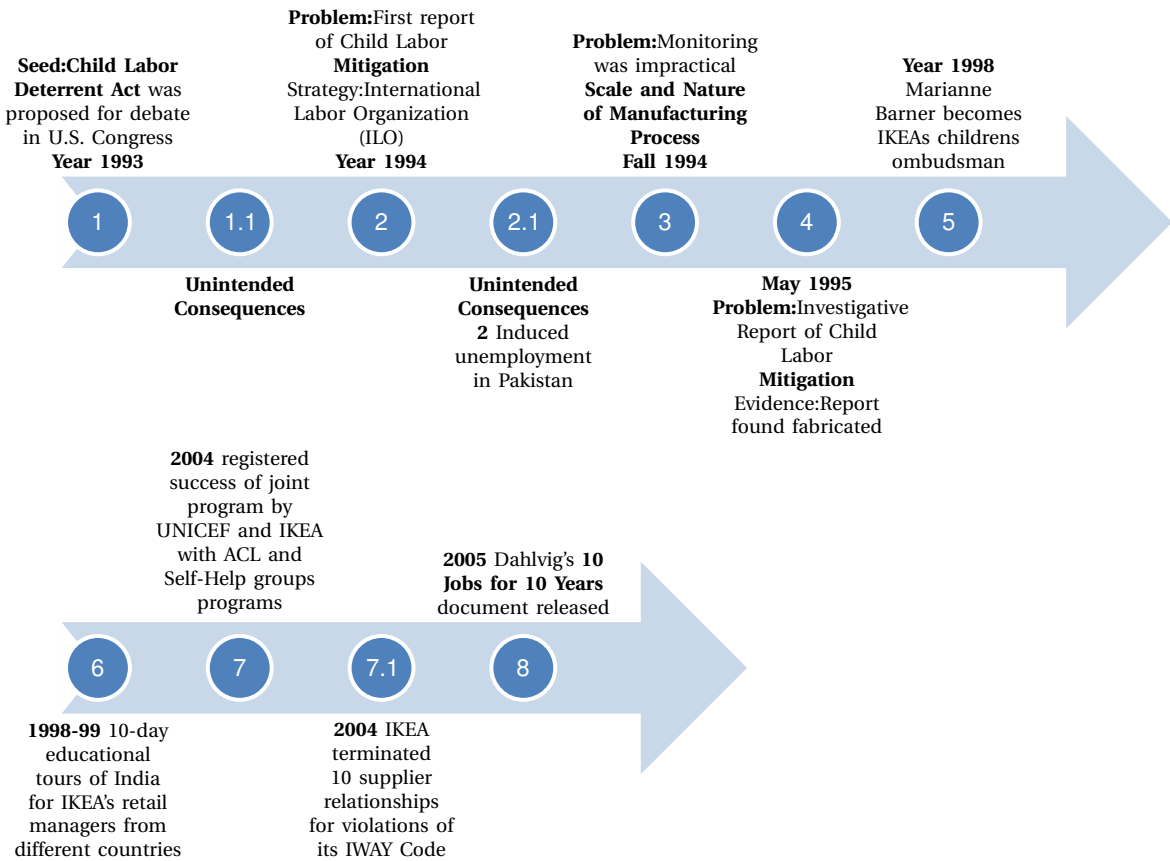 Seed:Child Labor
Deterrent Act was
proposed for debate
in U.S. Congress
Year 1993
1
1.1
Unintended
Consequences
Problem:First report
of Child Labor
Mitigation
Strategy:International
Labor Organization
(ILO)
Year 1994
2
2.1
Unintended
Consequences
2 Induced
unemployment
in Pakistan
Problem:Monitoring
was impractical
Scale and Nature
of Manufacturing
Process
Fall 1994
3
4
May 1995
Problem:Investigative
Report of Child
Labor
Mitigation
Evidence:Report
found fabricated
Year 1998
Marianne
Barner becomes
IKEAs childrens
ombudsman
5
6
1998-99 10-day
educational
tours of India
for IKEA's retail
managers from
different countries
2004 registered
success of joint
program by
UNICEF and IKEA
with ACL and
Self-Help groups
programs
7
7.1
2004 IKEA
terminated
10 supplier
relationships
for violations of
its IWAY Code
2005 Dahlvig's 10
Jobs for 10 Years
document released
8